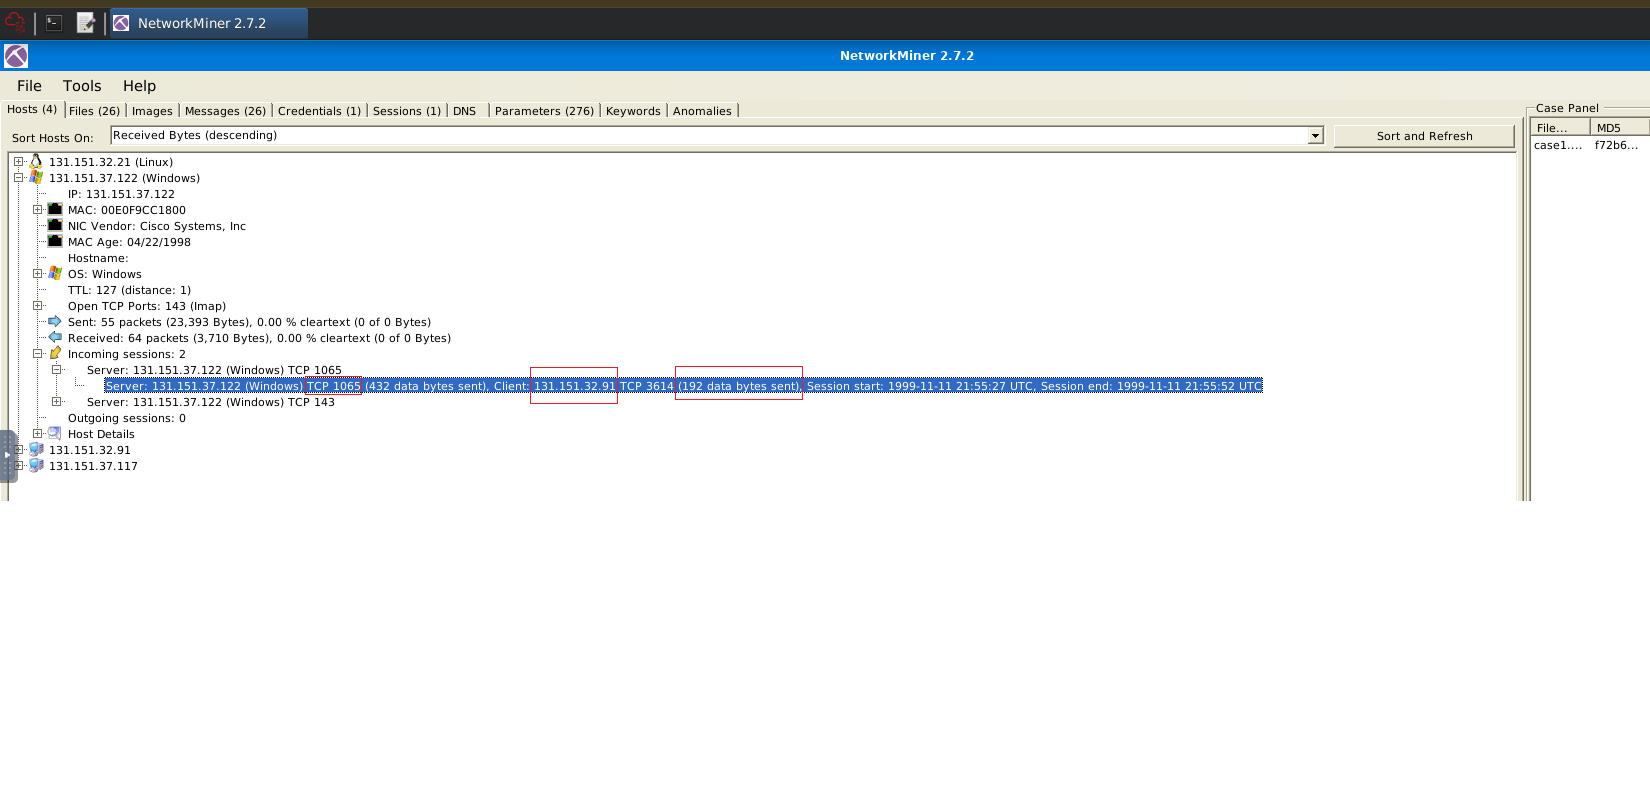 NetworkMiner 2.7.2
NetworkMiner 2.7.2
File Tools Help
Hosts (4) Files (26) Images Messages (26) Credentials (1) Sessions (1) DNS Parameters (276) Keywords Anomalies
Sort Hosts On: Received Bytes (descending) Sort and Refresh
131.151.32.21 (Linux)
131.151.37.122 (Windows)
IP: 131.151.37.122
MAC: 00E0F9CC1800
NIC Vendor: Cisco Systems, Inc
MAC Age: 04/22/1998
Hostname:
OS: Windows
TTL: 127 (distance: 1)
Open TCP Ports: 143 (Imap)
Sent: 55 packets (23,393 Bytes), 0.00 % cleartext (0 of 0 Bytes)
Received: 64 packets (3,710 Bytes), 0.00 % cleartext (0 of 0 Bytes)
Incoming sessions: 2
Server: 131.151.37.122 (Windows) TCP 1065
Server: 131.151.37.122 (Windows) TCP 1065 (432 data bytes sent), Client: 131.151.32.91 TCP 3614 (192 data bytes sent), Session start: 1999-11-11 21:55:27 UTC, Session end: 1999-11-11 21:55:52 UTC
Server: 131.151.37.122 (Windows) TCP 143
Outgoing sessions: 0
Host Details
131.151.32.91
131.151.37.117
Case Panel
File... MD5
case1.... f72b6...